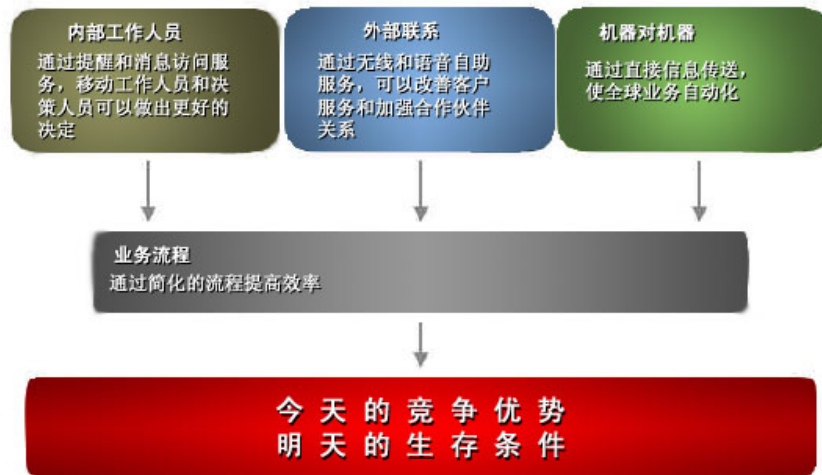 内部工作人员
通过提醒和消息访问服
务，移动工作人员和决
策人员可以做出更好的
决定
外部联系
通过无线和语音自助
服务，可以改善客户
服务和加强合作伙伴
关系
机器对机器
通过直接信息传送，
使全球业务自动化
业务流程
通过简化的流程提高效率
今天的竞争优势
明天的生存条件